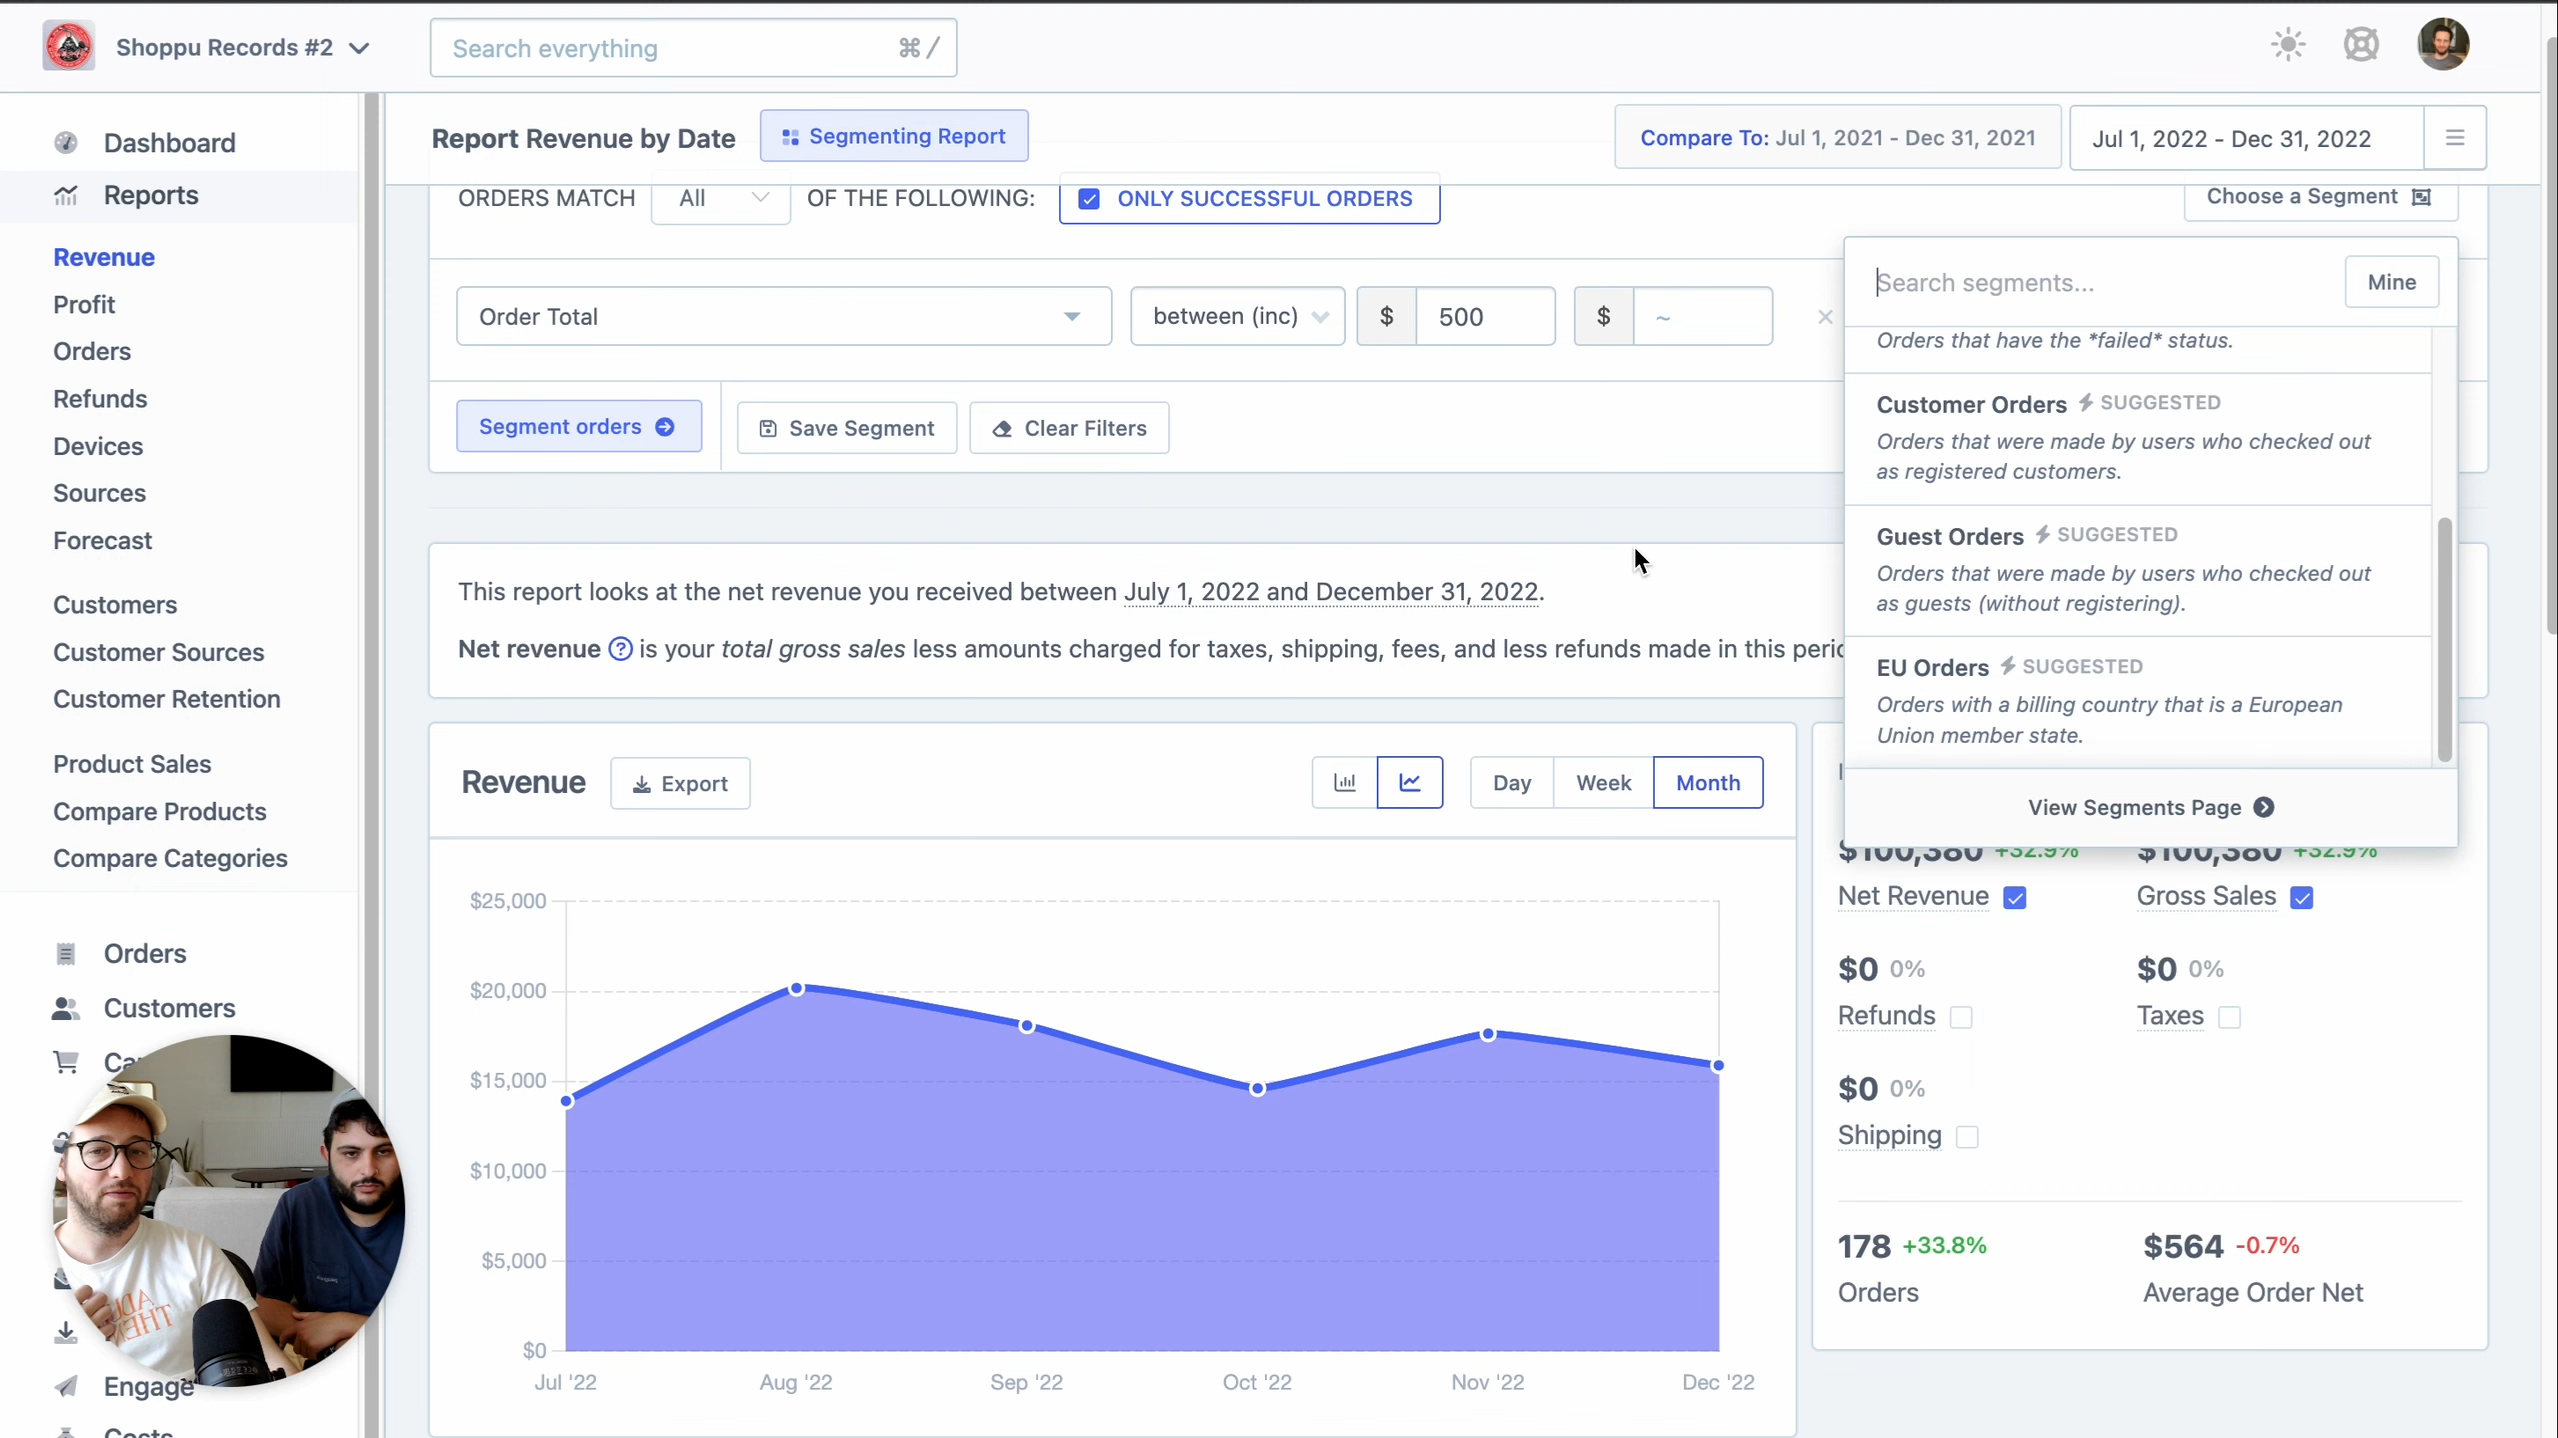 Shoppu Records #2
Search everything
⌘ /
Dashboard
Reports
Revenue
Profit
Orders
Refunds
Devices
Sources
Forecast
Customers
Customer Sources
Customer Retention
Product Sales
Compare Products
Compare Categories
Orders
Customers
Engage
Costs
Report Revenue by Date
Segmenting Report
Compare To: Jul 1, 2021 - Dec 31, 2021
Jul 1, 2022 - Dec 31, 2022
ORDERS MATCH
All
OF THE FOLLOWING:
ONLY SUCCESSFUL ORDERS
Choose a Segment
Order Total
between (inc)
$
500
$
~
Segment orders
Save Segment
Clear Filters
Search segments...
Mine
Orders that have the *failed* status.
Customer Orders SUGGESTED
Orders that were made by users who checked out
as registered customers.
Guest Orders SUGGESTED
Orders that were made by users who checked out
as guests (without registering).
EU Orders SUGGESTED
Orders with a billing country that is a European
Union member state.
View Segments Page
This report looks at the net revenue you received between July 1, 2022 and December 31, 2022.
Net revenue ? is your total gross sales less amounts charged for taxes, shipping, fees, and less refunds made in this
Revenue
Export
Day
Week
Month
$25,000
$20,000
$15,000
$10,000
$5,000
$0
Jul '22
Aug '22
Sep '22
Oct '22
Nov '22
Dec '22
$100,380 +32.9%
Net Revenue
$100,380 +32.9%
Gross Sales
$0 0%
Refunds
$0 0%
Taxes
$0 0%
Shipping
178 +33.8%
Orders
$564 -0.7%
Average Order Net